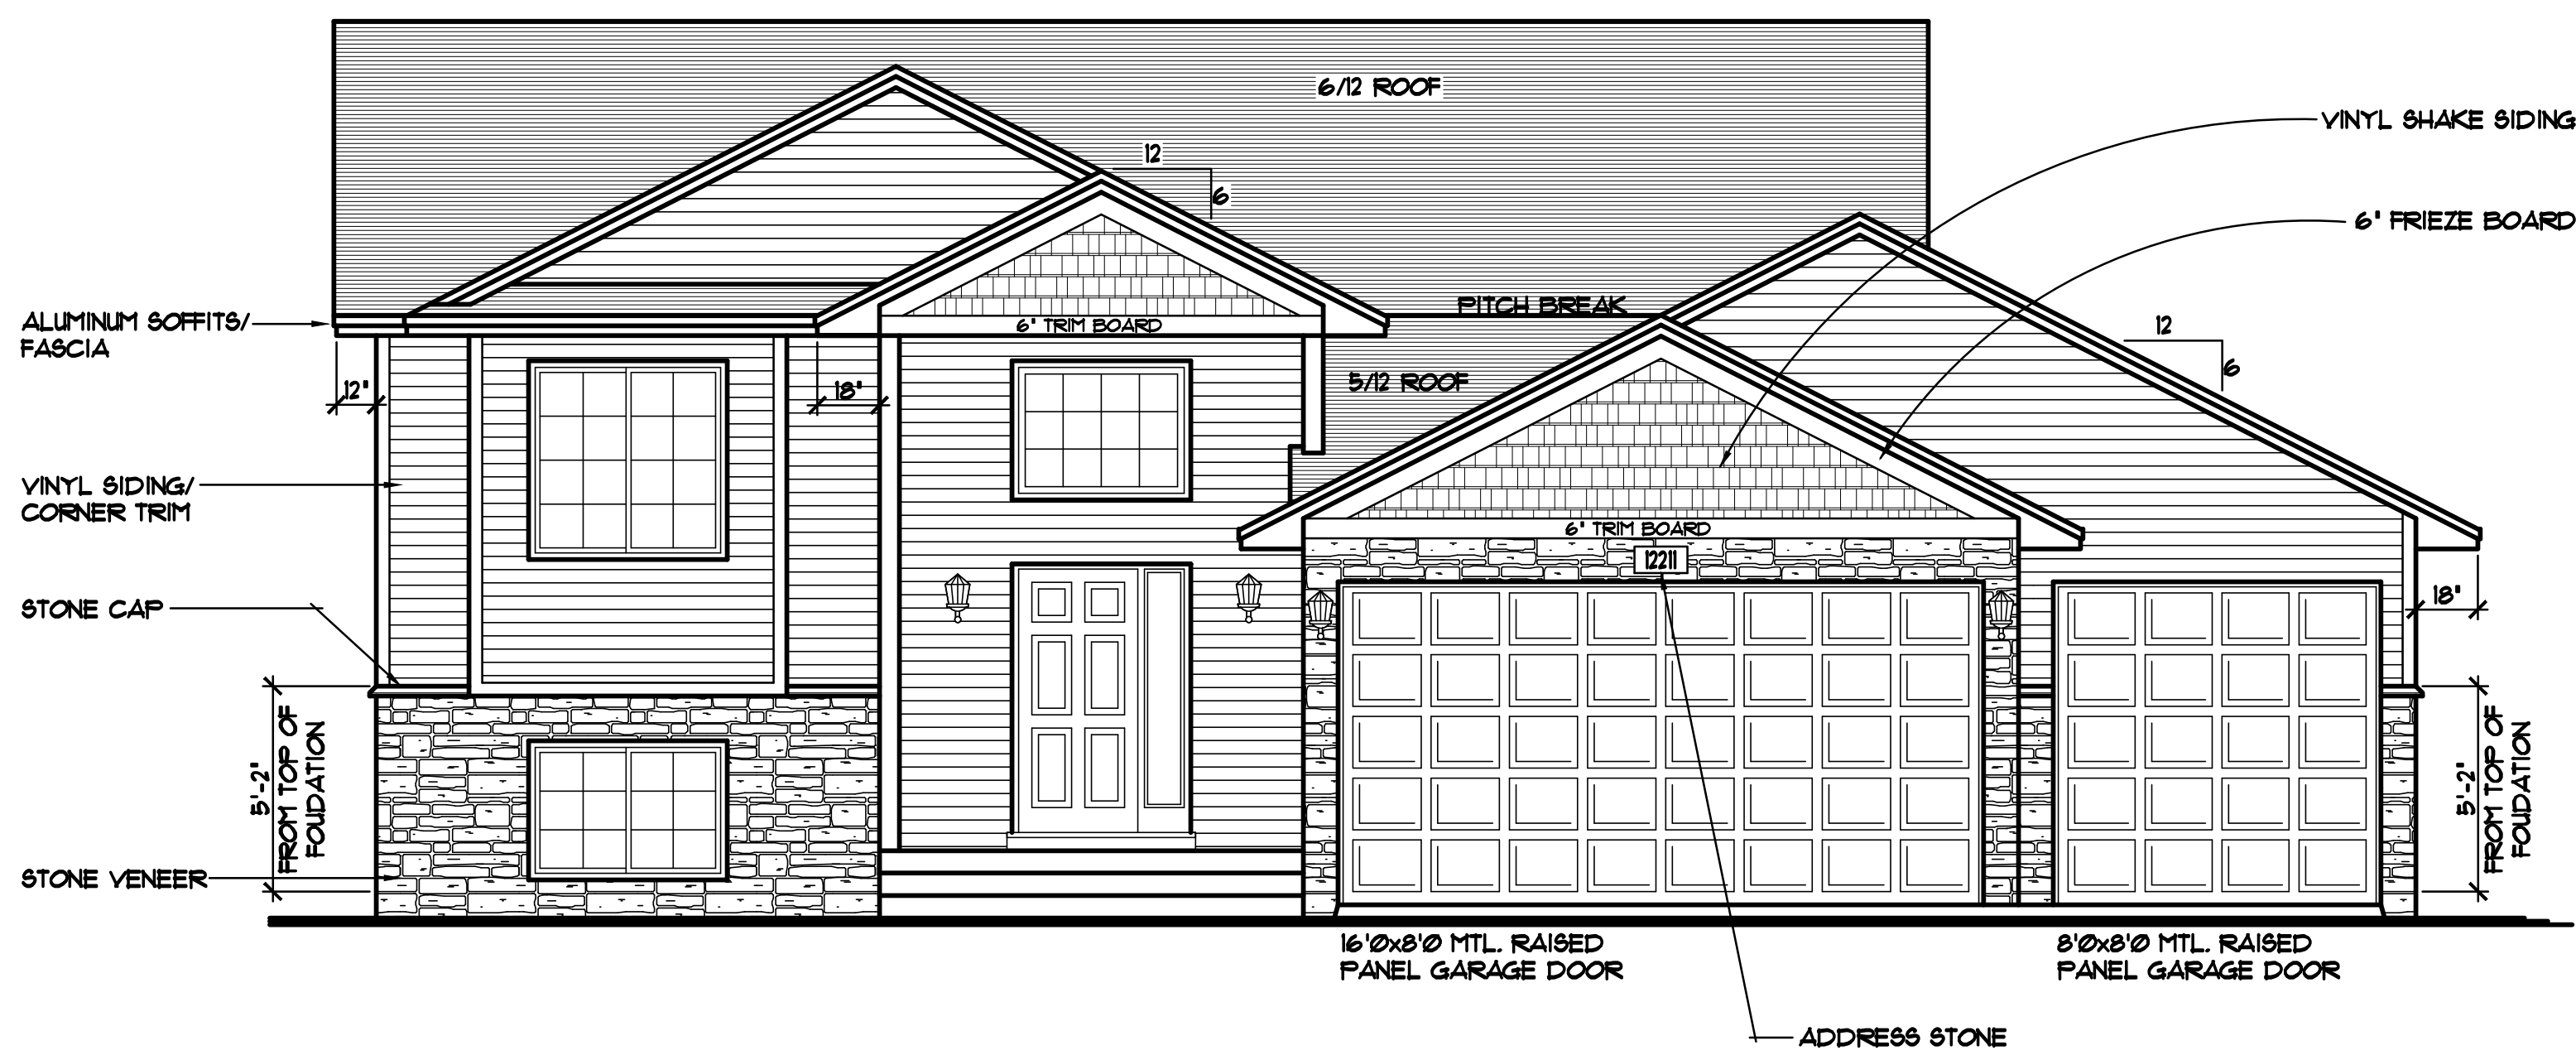 6/12 ROOF
VINYL SHAKE SIDING
12
6
6" FRIEZE BOARD
PITCH BREAK
ALUMINUM SOFFITS/
FASCIA
6" TRIM BOARD
12
6
12"
18"
5/12 ROOF
VINYL SIDING/
CORNER TRIM
6" TRIM BOARD
12211
STONE CAP
18"
5'-2"
FROM TOP OF
FOUDATION
5'-2"
FROM TOP OF
FOUDATION
STONE VENEER
16'0x8'0 MTL. RAISED
PANEL GARAGE DOOR
8'0x8'0 MTL. RAISED
PANEL GARAGE DOOR
ADDRESS STONE